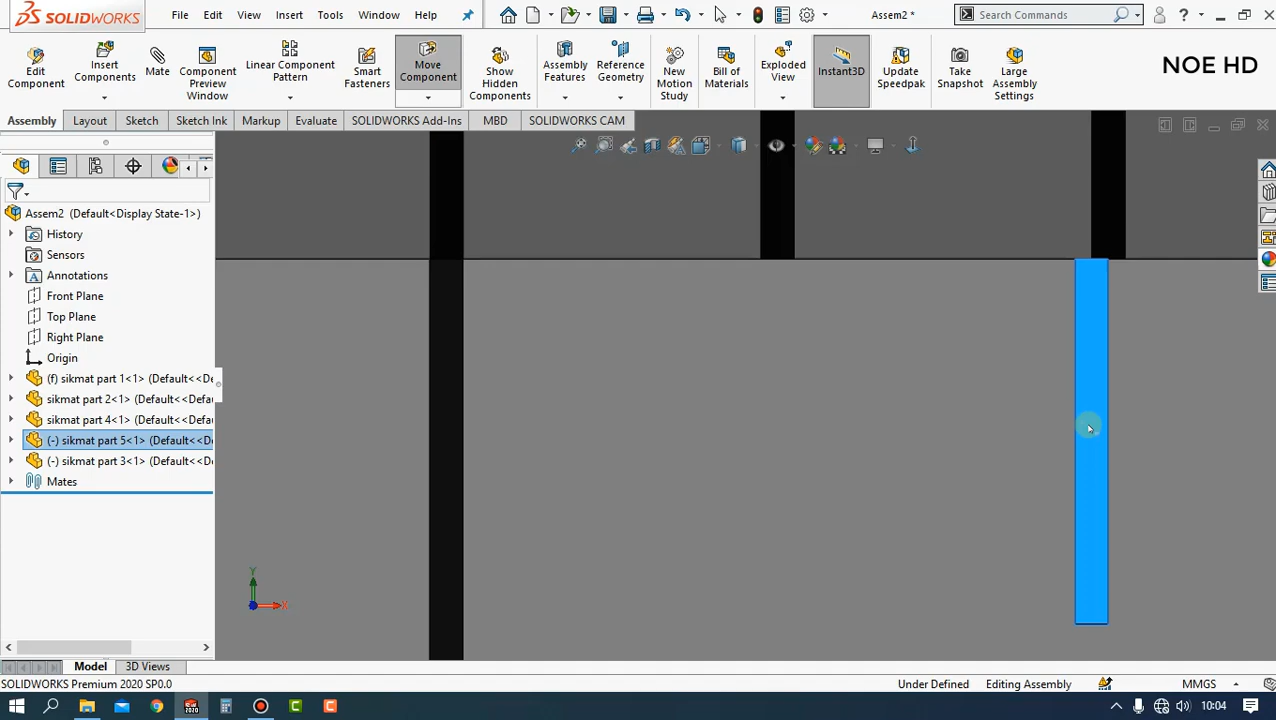 SOLIDWORKS
File
Edit
View
Insert
Tools
Window
Help
Assem2 *
Search Commands
?
Edit
Component
Insert
Components
Mate
Component
Preview
Window
Linear Component
Pattern
Smart
Fasteners
Move
Component
Show
Hidden
Components
Assembly
Features
Reference
Geometry
New
Motion
Study
Bill of
Materials
Exploded
View
Instant3D
Update
Speedpak
Take
Snapshot
Large
Assembly
Settings
NOE HD
Assembly
Layout
Sketch
Sketch Ink
Markup
Evaluate
SOLIDWORKS Add-Ins
MBD
SOLIDWORKS CAM
Assem2 (Default<Display State-1>)
History
Sensors
Annotations
Front Plane
Top Plane
Right Plane
Origin
(f) sikmat part 1<1> (Default<<De
sikmat part 2<1> (Default<<Defa
sikmat part 4<1> (Default<<Defa
(-) sikmat part 5<1> (Default<<D
(-) sikmat part 3<1> (Default<<D
Mates
Y
X
Model
3D Views
SOLIDWORKS Premium 2020 SP0.0
Under Defined
Editing Assembly
MMGS
10:04